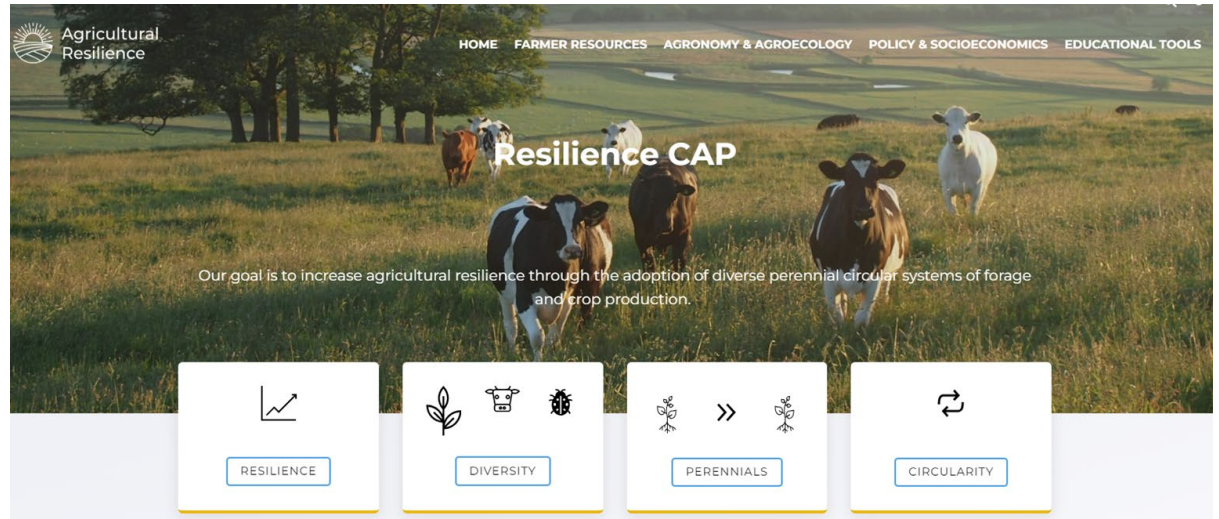 Agricultural
Resilience
HOME FARMER RESOURCES AGRONOMY & AGROECOLOGY POLICY & SOCIOECONOMICS EDUCATIONAL TOOLS
Resilience CAP
Our goal is to increase agricultural resilience through the adoption of diverse perennial circular systems of forage
and crop production.
RESILIENCE
DIVERSITY
PERENNIALS
CIRCULARITY